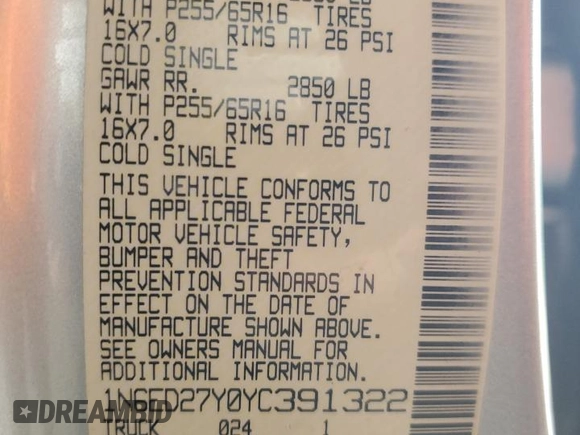 WITH P255/65R16 TIRES
16X7.0 RIMS AT 26 PSI
COLD SINGLE
GAWR RR. 2850 LB
WITH P255/65R16 TIRES
16X7.0 RIMS AT 26 PSI
COLD SINGLE
THIS VEHICLE CONFORMS TO
ALL APPLICABLE FEDERAL
MOTOR VEHICLE SAFETY,
BUMPER AND THEFT
PREVENTION STANDARDS IN
EFFECT ON THE DATE OF
MANUFACTURE SHOWN ABOVE.
SEE OWNERS MANUAL FOR
ADDITIONAL INFORMATION.
1N6ED27Y0YC391322
TRUCK 024 1
DREAMBID